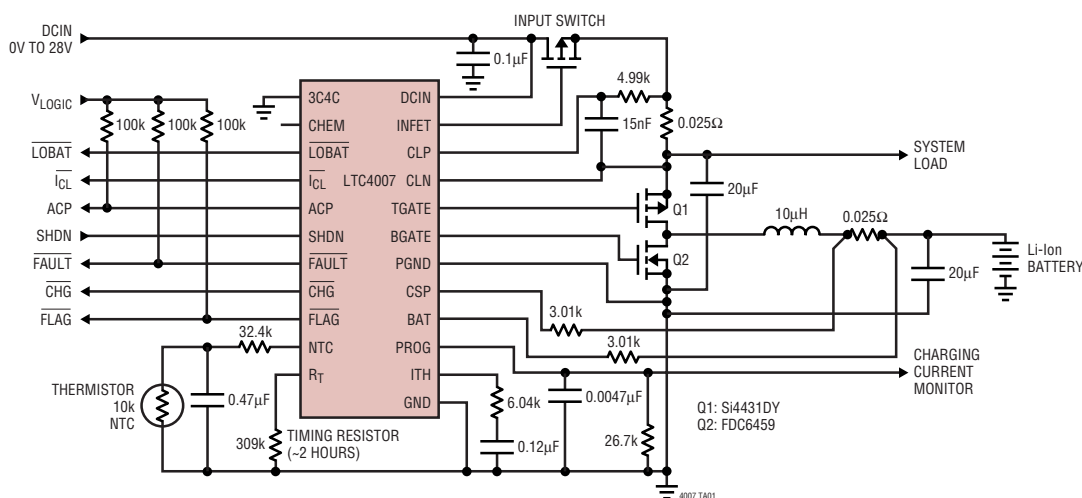 DCIN
0V TO 28V
INPUT SWITCH
0.1µF
4.99k
15nF
0.025Ω
V_LOGIC
100k
100k
100k
3C4C
CHEM
LOBAT
I_CL
ACP
SHDN
FAULT
CHG
FLAG
NTC
R_T
LTC4007
DCIN
INFET
CLP
CLN
TGATE
BGATE
PGND
CSP
BAT
PROG
ITH
GND
LOBAT
I_CL
ACP
SHDN
FAULT
CHG
FLAG
SYSTEM
LOAD
20µF
Q1
Q2
10µH
0.025Ω
20µF
Li-Ion
BATTERY
3.01k
3.01k
CHARGING
CURRENT
MONITOR
32.4k
THERMISTOR
10k
NTC
0.47µF
309k
TIMING RESISTOR
(~2 HOURS)
6.04k
0.12µF
0.0047µF
26.7k
Q1: Si4431DY
Q2: FDC6459
4007 TA01